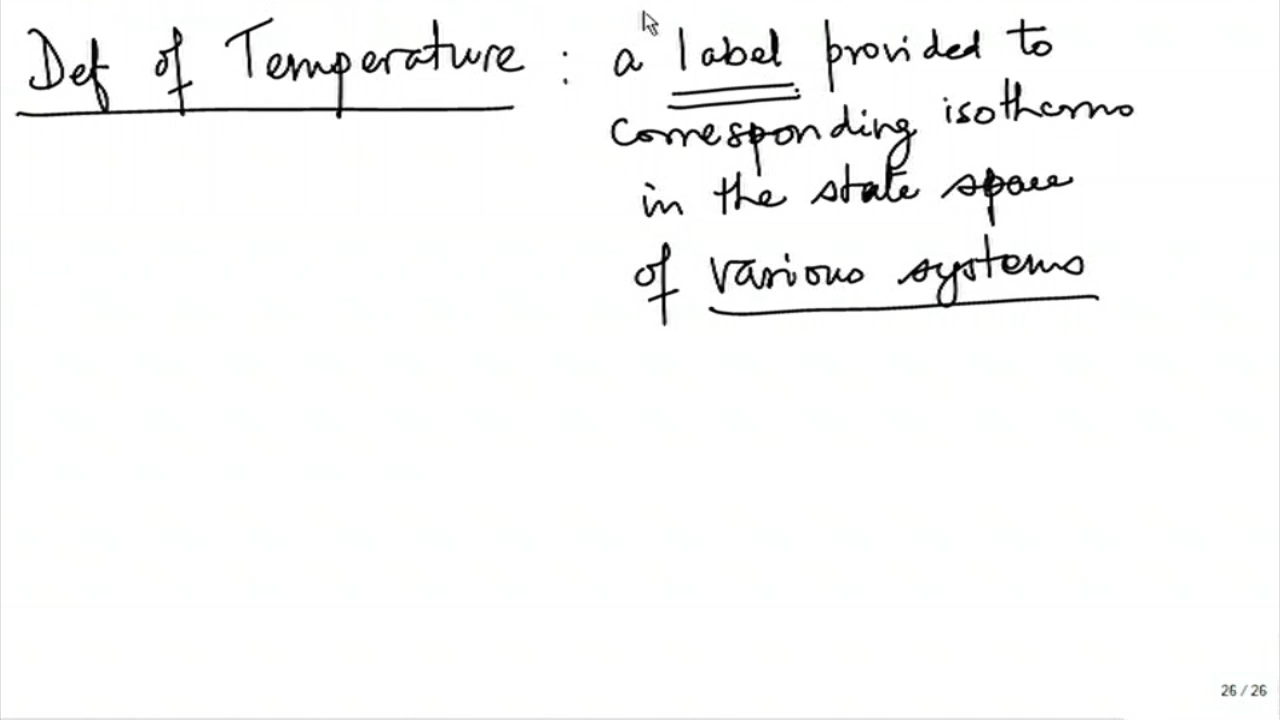 Def of Temperature : a label provided to
corresponding isotherms
in the state space
of various systems
26 / 26